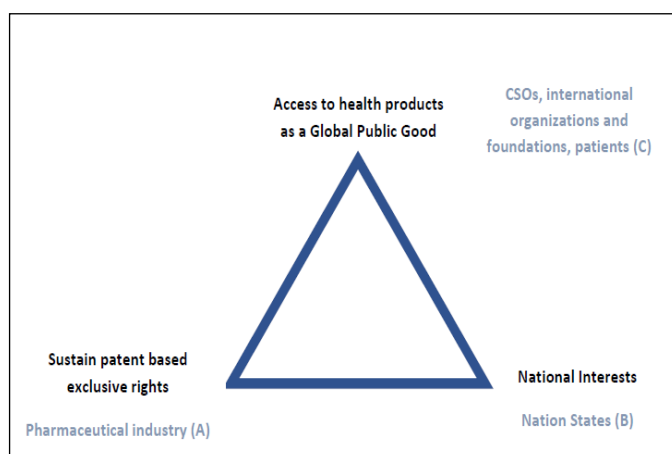 Access to health products
as a Global Public Good
CSOs, international
organizations and
foundations, patients (C)
Sustain patent based
exclusive rights
Pharmaceutical industry (A)
National Interests
Nation States (B)